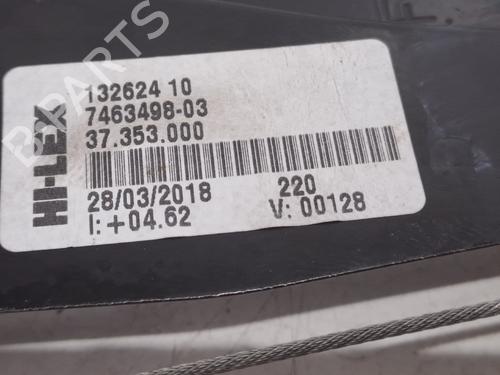 HI-LEX
132624 10
7463498-03
37.353.000
28/03/2018 220
I: +04.62 V: 00128
B-PARTS